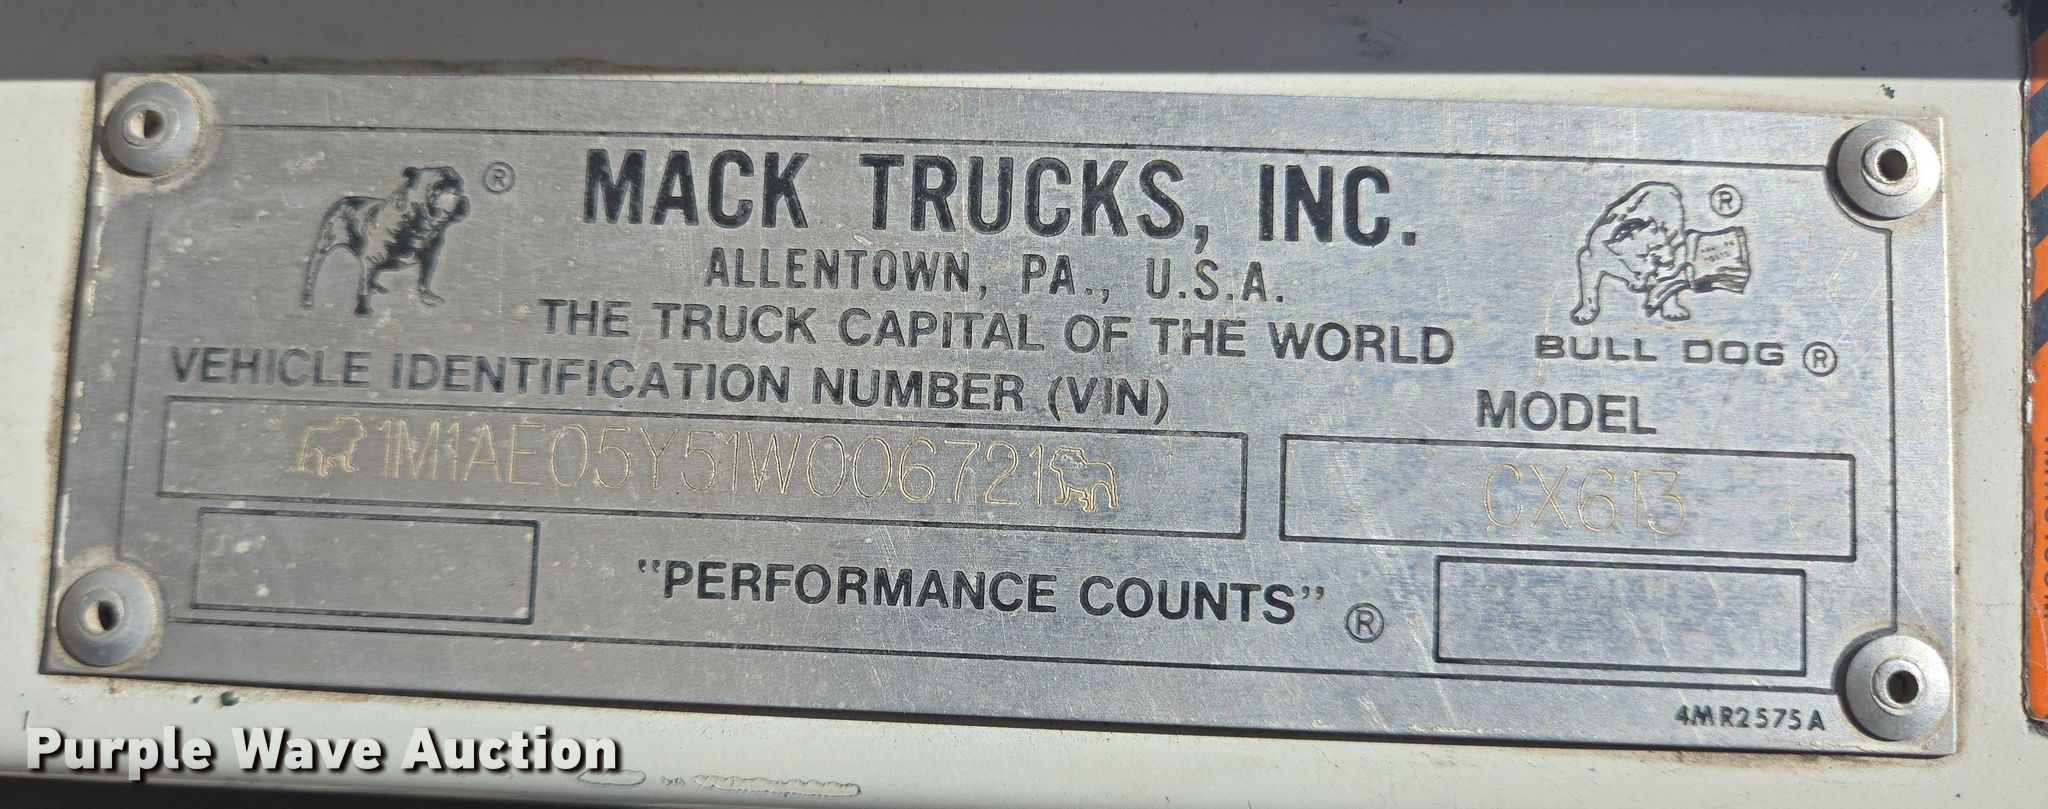 MACK TRUCKS, INC.
ALLENTOWN, PA., U.S.A.
THE TRUCK CAPITAL OF THE WORLD
BULL DOG ®
VEHICLE IDENTIFICATION NUMBER (VIN)
MODEL
1M1AE05Y51W006721
CX613
"PERFORMANCE COUNTS" ®
4MR2575A
Purple Wave Auction